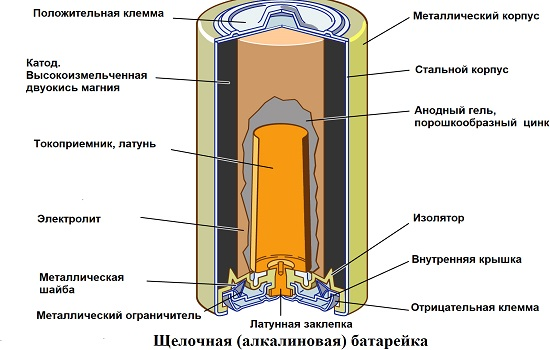 Положительная клемма
Металлический корпус
Катод.
Высокоизмельченная
двуокись магния
Стальной корпус
Анодный гель,
порошкообразный цинк
Токоприемник, латунь
Электролит
Изолятор
Внутренняя крышка
Металлическая
шайба
Отрицательная клемма
Металлический ограничитель
Латунная заклепка
Щелочная (алкалиновая) батарейка